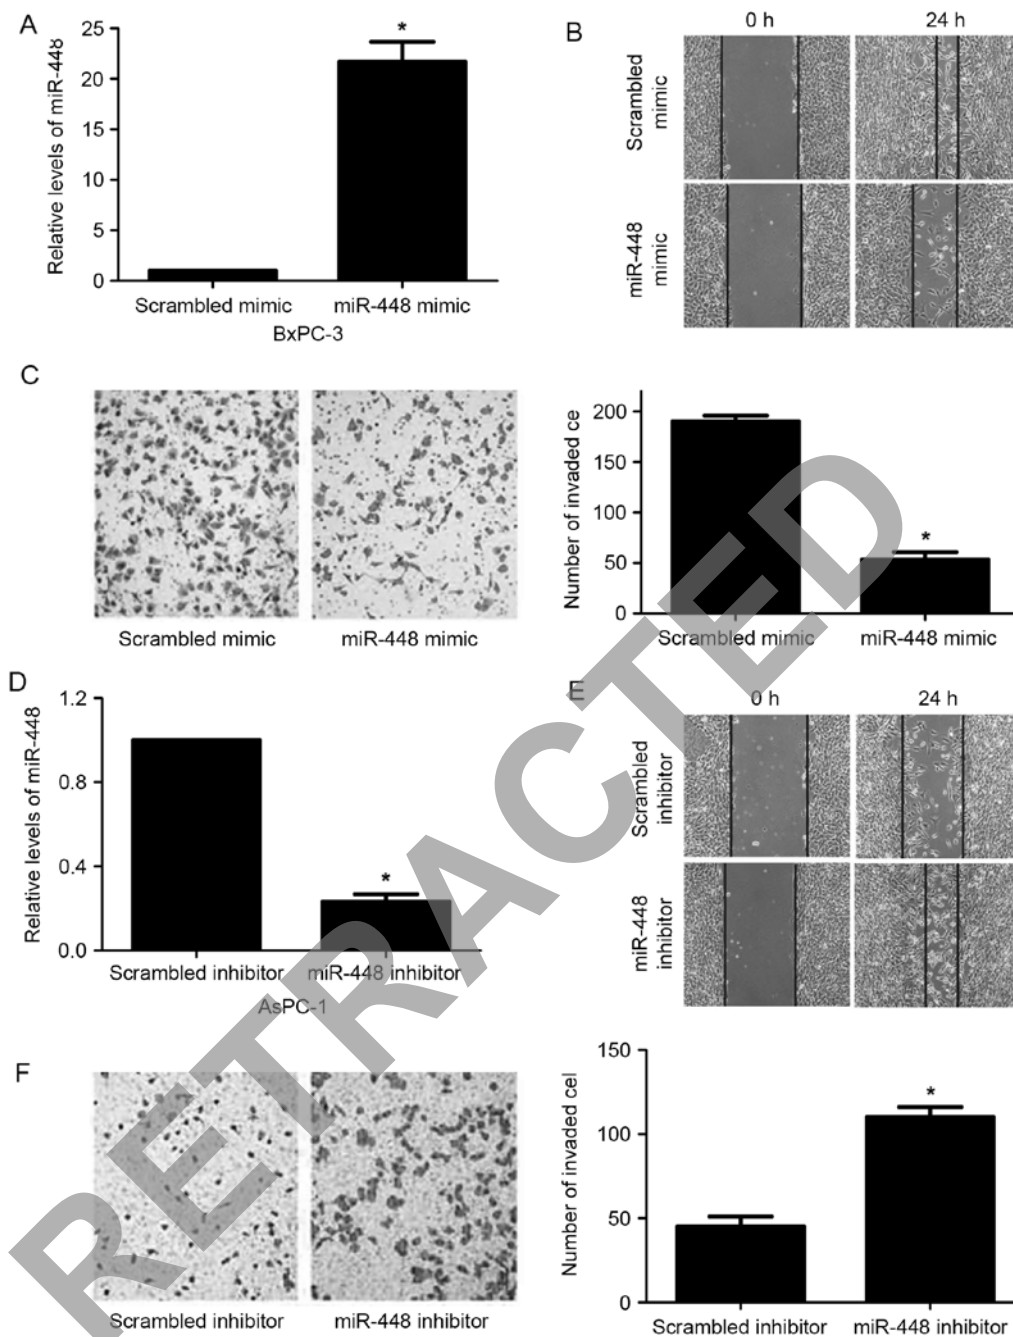 A
Relative levels of miR-448
25
20
15
10
5
0
*
Scrambled mimic
miR-448 mimic
BxPC-3
B
0 h
24 h
Scrambled
mimic
miR-448
mimic
C
Scrambled mimic
miR-448 mimic
Number of invaded ce
200
150
100
50
0
*
Scrambled mimic
miR-448 mimic
D
Relative levels of miR-448
1.2
0.8
0.4
0.0
*
Scrambled inhibitor
miR-448 inhibitor
AsPC-1
E
0 h
24 h
Scrambled
inhibitor
miR-448
inhibitor
F
Scrambled inhibitor
miR-448 inhibitor
Number of invaded cel
150
100
50
0
*
Scrambled inhibitor
miR-448 inhibitor
RETRACTED